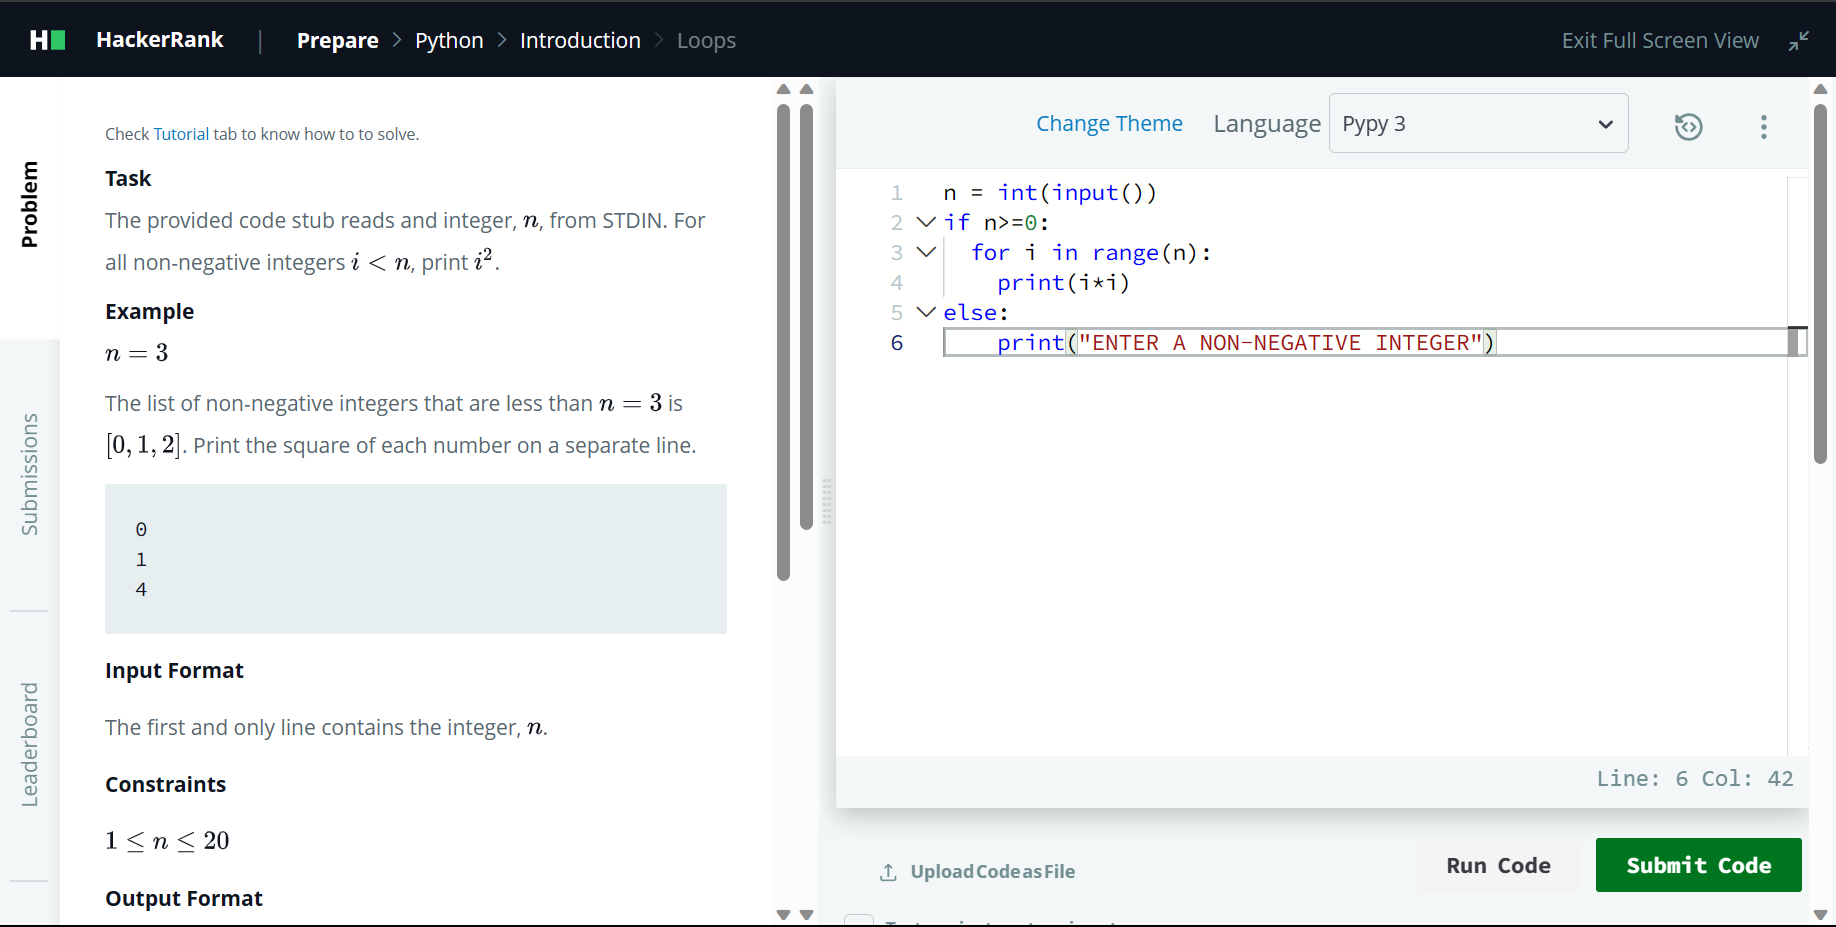 HackerRank | Prepare > Python > Introduction > Loops
Exit Full Screen View
Problem
Submissions
Leaderboard
Check Tutorial tab to know how to to solve.
Task
The provided code stub reads and integer, n, from STDIN. For
all non-negative integers i < n, print i².
Example
n = 3
The list of non-negative integers that are less than n = 3 is
[0, 1, 2]. Print the square of each number on a separate line.
0
1
4
Input Format
The first and only line contains the integer, n.
Constraints
1 ≤ n ≤ 20
Output Format
Change Theme Language Pypy 3
1 n = int(input())
2 if n>=0:
3 for i in range(n):
4 print(i*i)
5 else:
6 print("ENTER A NON-NEGATIVE INTEGER")
Line: 6 Col: 42
Upload Code as File
Run Code
Submit Code